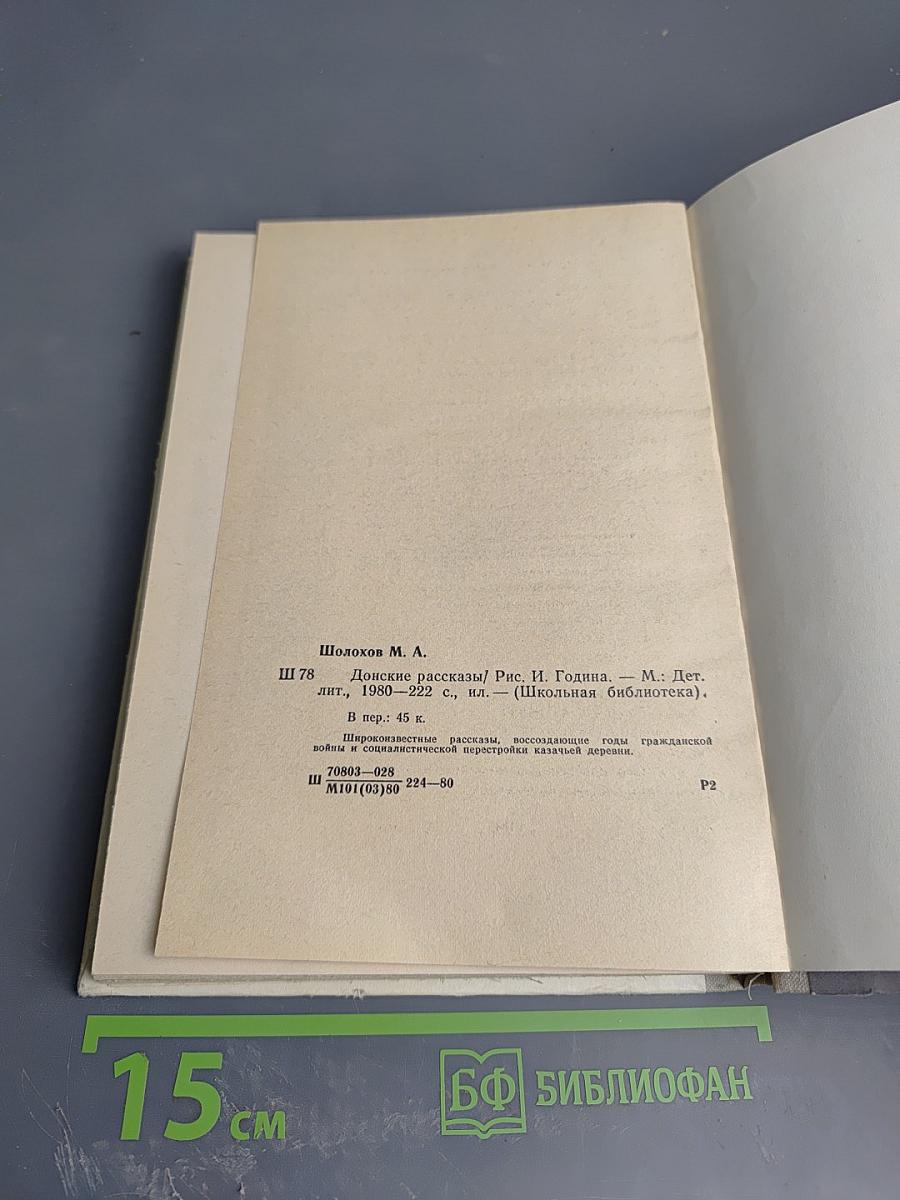 Шолохов М. А.
Ш 78 Донские рассказы/ Рис. И. Година. — М.: Дет.
лит., 1980—222 с., ил. — (Школьная библиотека).
В пер.: 45 к.
Широкоизвестные рассказы, воссоздающие годы гражданской
войны и социалистической перестройки казачьей деревни.
Ш 70803—028
М101(03)80 224—80
Р2
15 см
БФ БИБЛИОФАН